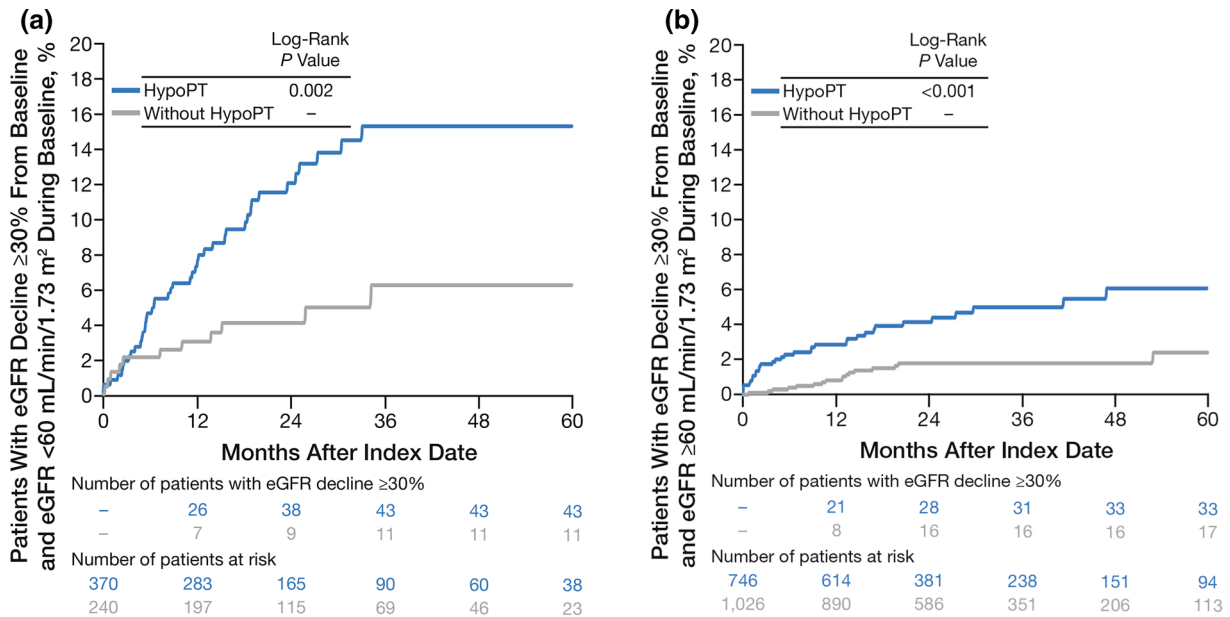 (a)
Patients With eGFR Decline ≥30% From Baseline
and eGFR <60 mL/min/1.73 m² During Baseline, %
20
18
16
14
12
10
8
6
4
2
0
Log-Rank
P Value
HypoPT 0.002
Without HypoPT –
0 12 24 36 48 60
Months After Index Date
Number of patients with eGFR decline ≥30%
– 26 38 43 43 43
– 7 9 11 11 11
Number of patients at risk
370 283 165 90 60 38
240 197 115 69 46 23
(b)
Patients With eGFR Decline ≥30% From Baseline
and eGFR ≥60 mL/min/1.73 m² During Baseline, %
20
18
16
14
12
10
8
6
4
2
0
Log-Rank
P Value
HypoPT <0.001
Without HypoPT –
0 12 24 36 48 60
Months After Index Date
Number of patients with eGFR decline ≥30%
– 21 28 31 33 33
– 8 16 16 16 17
Number of patients at risk
746 614 381 238 151 94
1,026 890 586 351 206 113